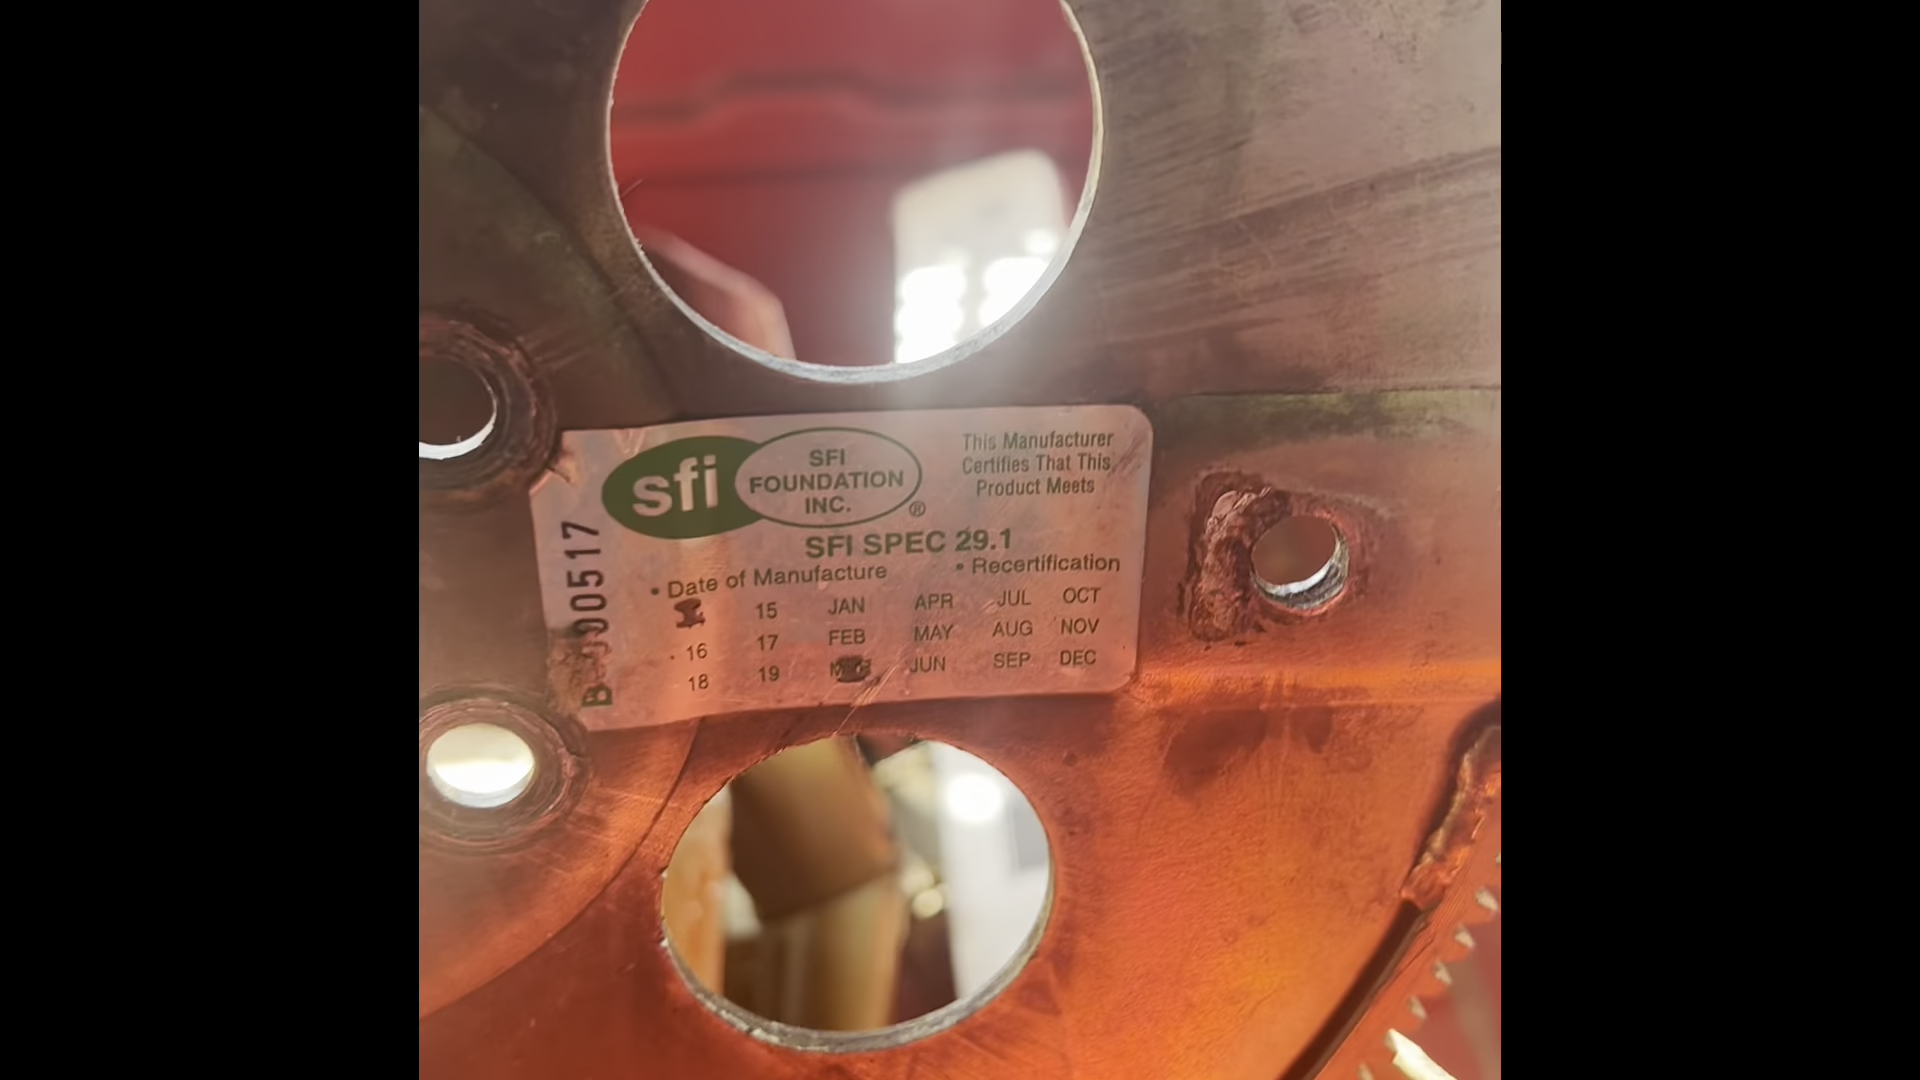 sfi
SFI
FOUNDATION
INC.
®
This Manufacturer
Certifies That This
Product Meets
SFI SPEC 29.1
• Date of Manufacture • Recertification
15 JAN APR JUL OCT
16 17 FEB MAY AUG NOV
18 19 JUN SEP DEC